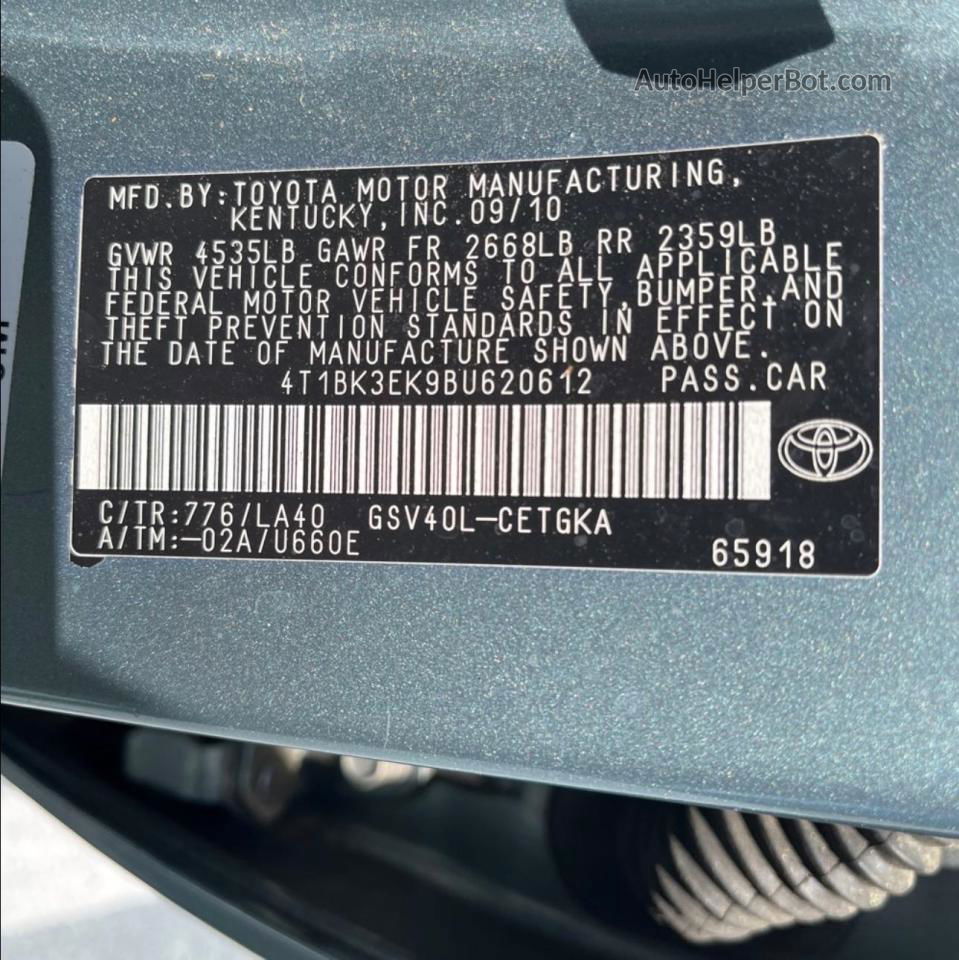 AutoHelperBot.com
MFD.BY:TOYOTA MOTOR MANUFACTURING,
KENTUCKY,INC.09/10
GVWR 4535LB GAWR FR 2668LB RR 2359LB
THIS VEHICLE CONFORMS TO ALL APPLICABLE
FEDERAL MOTOR VEHICLE SAFETY,BUMPER,AND
THEFT PREVENTION STANDARDS IN EFFECT ON
THE DATE OF MANUFACTURE SHOWN ABOVE.
4T1BK3EK9BU620612 PASS.CAR
C/TR:776/LA40 GSV40L-CETGKA
A/TM:-02A/U660E
65918